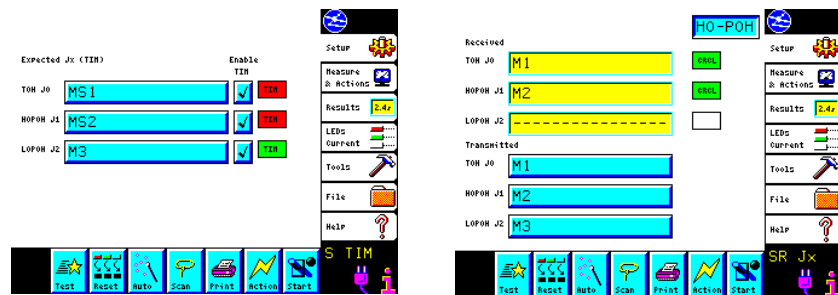 Expected Jx (TIM)
Enable
TIM
TOH J0
MS1
TIM
HOPOH J1
MS2
TIM
LOPOH J2
M3
TIM
Setup
Measure
& Actions
Results
2.4r
LEDs
Current
Tools
File
Help
S TIM
Test
Reset
Auto
Scan
Print
Action
Start
HO-POH
Received
TOH J0
M1
CRCL
HOPOH J1
M2
CRCL
LOPOH J2
---------------
Transmitted
TOH J0
M1
HOPOH J1
M2
LOPOH J2
M3
Setup
Measure
& Actions
Results
2.4r
LEDs
Current
Tools
File
Help
SR Jx
Test
Reset
Auto
Scan
Print
Action
Start